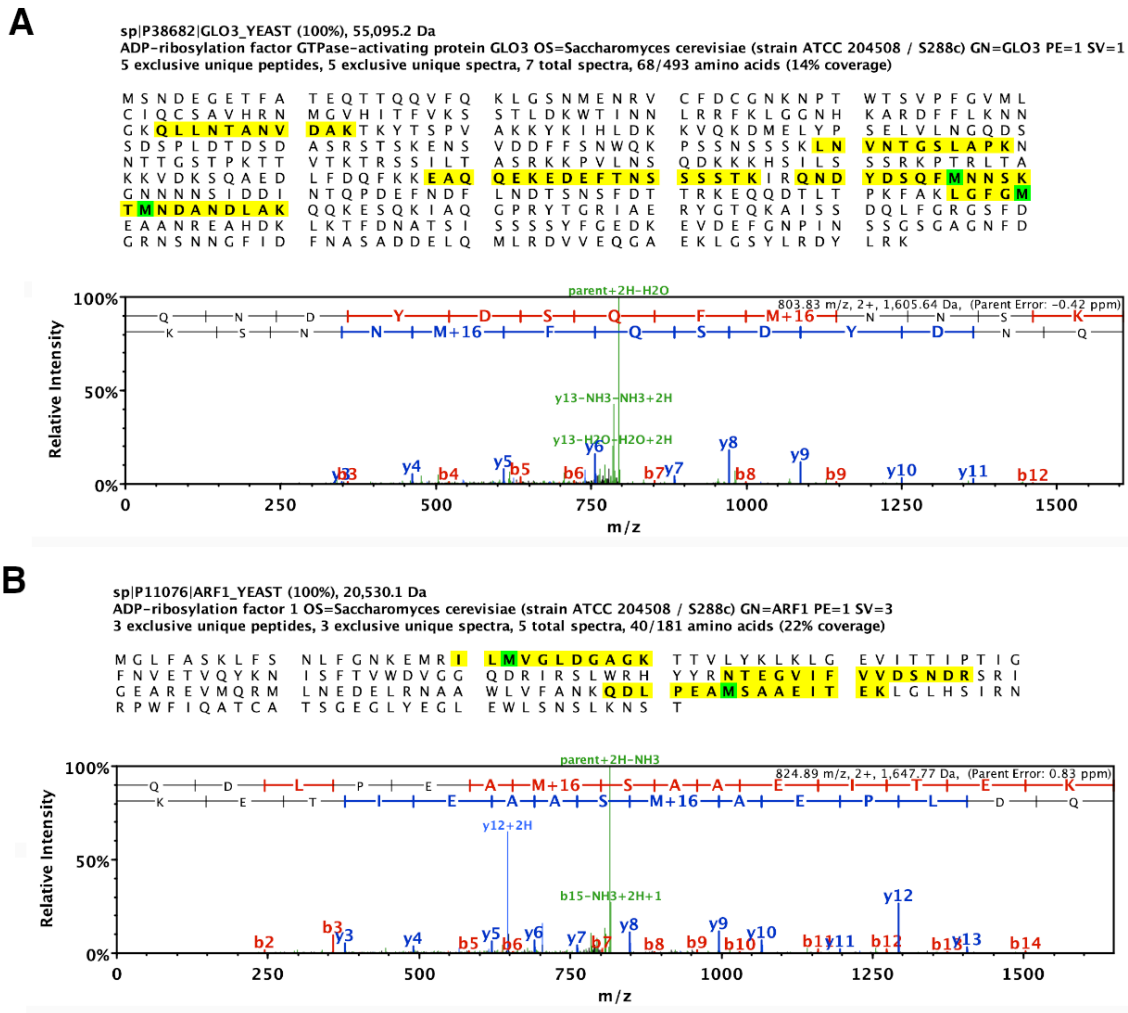 A
sp|P38682|GLO3_YEAST (100%), 55,095.2 Da
ADP-ribosylation factor GTPase-activating protein GLO3 OS=Saccharomyces cerevisiae (strain ATCC 204508 / S288c) GN=GLO3 PE=1 SV=1
5 exclusive unique peptides, 5 exclusive unique spectra, 7 total spectra, 68/493 amino acids (14% coverage)
MSNDEGETFA TEQTTQQVFQ KLGSNMENRV CFDCGNKNPT WTSVPFGVML
CIQCSAVHRN MGVHITFVKS STLDKWTINN LRRFKLGGNH KARDFFLKNN
GKQLLNTANV DAKTKYTSPV AKKYKIHLDK KVQKDMELYP SELVLNGQDS
SDSPLDTDSD ASRSTSKENS VDDFFSNWQK PSSNSSSKLN VNTGSLAPKN
NTTGSTPKTT VTKTRSSILT ASRKKPVLNS QDKKKHSILS SSRKPTRLTA
KKVDKSQAED LFDQFKKEAQ QEKEDEFTNS SSSTKIRQND YDSQFMNNSK
GNNNNSIDDI NTQPDEFNDF LNDTSNSFDT TRKEQQDTLT PKFAKLGFGM
TMNDANDLAK QQKESQKIAQ GPRYTGRIAE RYGTQKAISS DQLFGRGSFD
EAANREAHDK LKTFDNATSI SSSSYFGEDK EVDEFGNPIN SSGSGAGNFD
GRNSNNGFID FNASADDELQ MLRDVVEQGA EKLGSYLRDY LRK
parent+2H-H2O
803.83 m/z, 2+, 1,605.64 Da, (Parent Error: -0.42 ppm)
Q N D Y D S Q F M+16 N N S K
K S N N M+16 F Q S D Y D N Q
100%
50%
0%
Relative Intensity
y13-NH3-NH3+2H
y13-H2O-H2O+2H
y3 b3 y4 b4 y5 b5 b6 y6 b7 y7 y8 b8 y9 b9 y10 y11 b12
0 250 500 750 1000 1250 1500
m/z
B
sp|P11076|ARF1_YEAST (100%), 20,530.1 Da
ADP-ribosylation factor 1 OS=Saccharomyces cerevisiae (strain ATCC 204508 / S288c) GN=ARF1 PE=1 SV=3
3 exclusive unique peptides, 3 exclusive unique spectra, 5 total spectra, 40/181 amino acids (22% coverage)
MGLFASKLFS NLFGNKEMRI LMVGLDGAGK TTVLYKLKLG EVITTIPTIG
FNVETVQYKN ISFTVWDVGG QDRIRSLWRH YYRNTEGVIF VVDSNDRSRI
GEAREVMQRM LNEDELRNAA WLVFANKQDL PEAMSAAEIT EKLGLHSIRN
RPWFIQATCA TSGEGLYEGL EWLSNSLKNS T
parent+2H-NH3
824.89 m/z, 2+, 1,647.77 Da, (Parent Error: 0.83 ppm)
Q D L P E A M+16 S A A E I T E K
K E T I E A A S M+16 A E P L D Q
100%
50%
0%
Relative Intensity
y12+2H
b15-NH3+2H+1
b2 b3 y3 y4 b5 y5 b6 y6 y7 b7 y8 b8 b9 y9 b10 y10 b11 y11 b12 y12 b13 y13 b14
0 250 500 750 1000 1250 1500
m/z